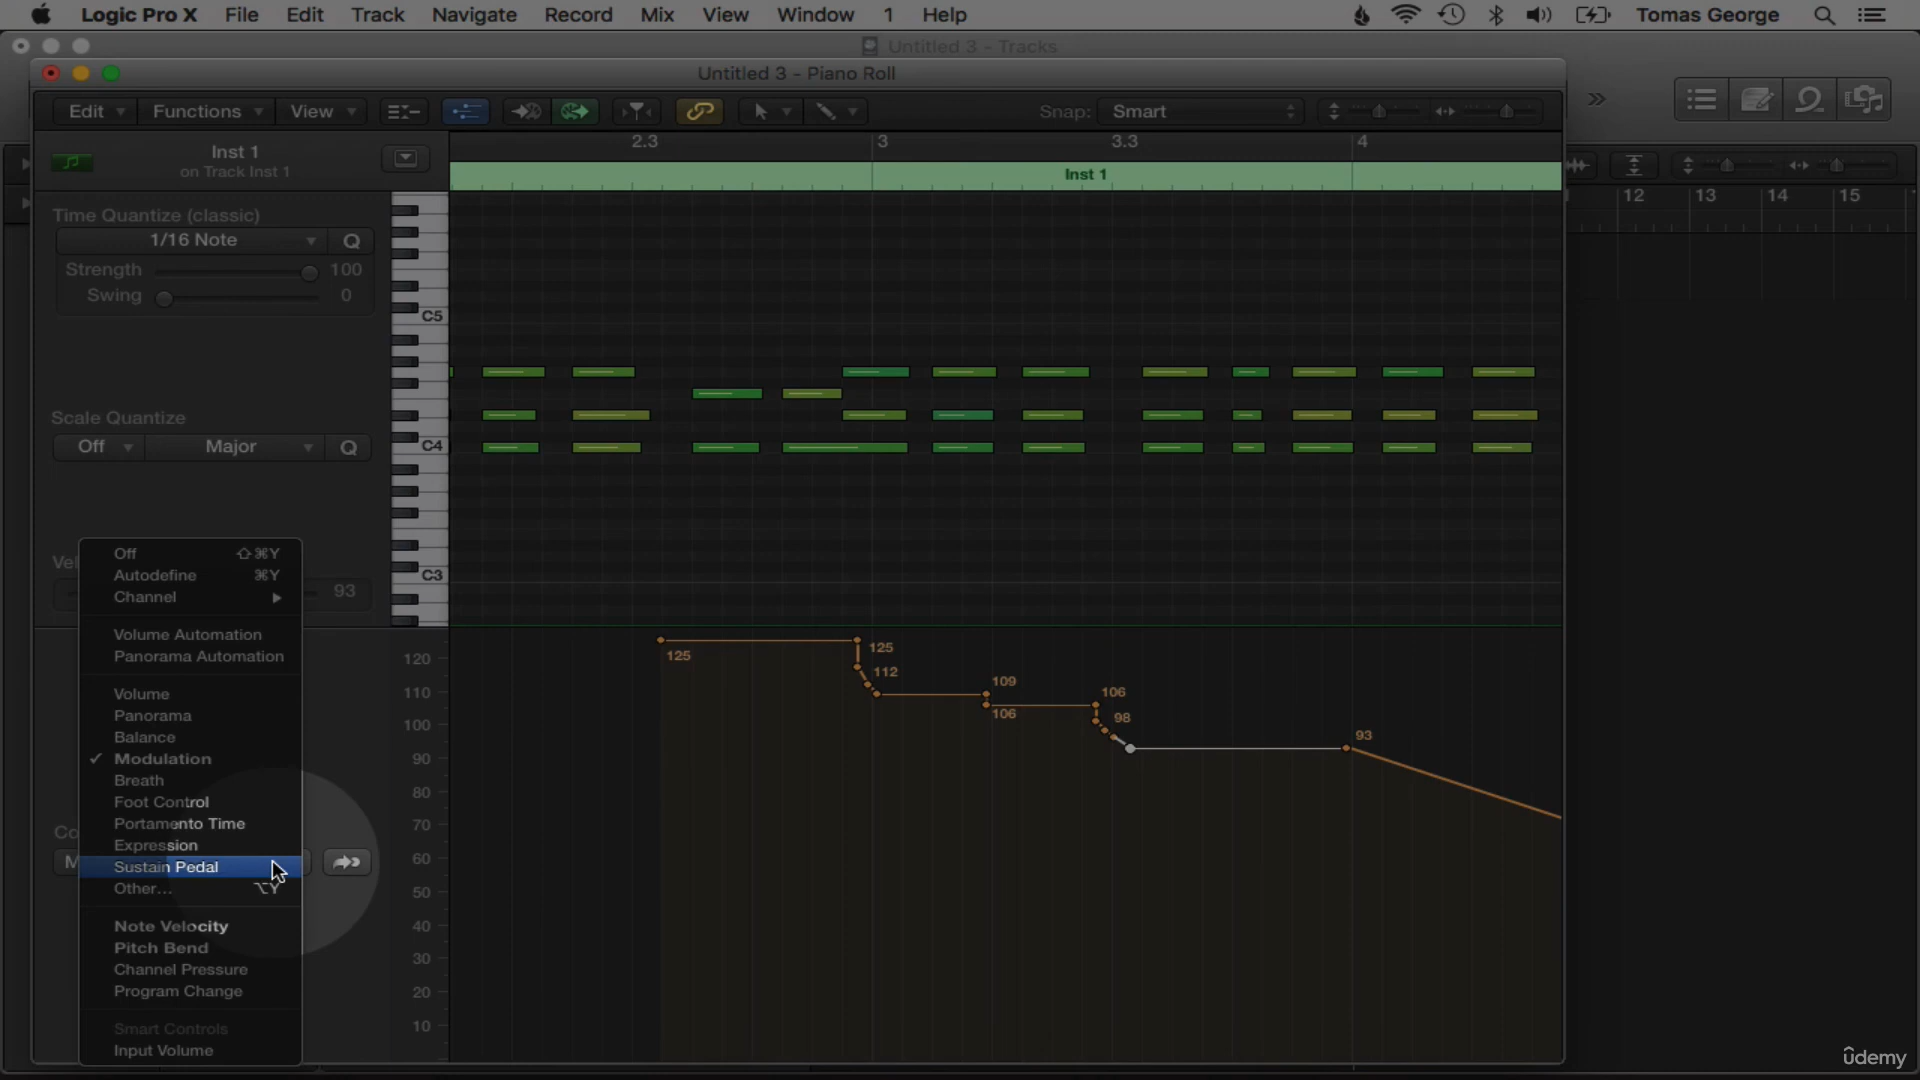 Logic Pro X File Edit Track Navigate Record Mix View Window 1 Help Tomas George
Untitled 3 - Tracks
Untitled 3 - Piano Roll
Edit Functions View Snap: Smart
2.3 3 3.3 4
Inst 1
on Track Inst 1
Inst 1
12 13 14 15
Time Quantize (classic)
1/16 Note Q
Strength 100
Swing 0
C5
Scale Quantize
Off Major Q
C4
Off ⇧⌘Y
Autodefine ⌘Y
Channel
C3
93
Volume Automation
Panorama Automation
Volume
Panorama
Balance
✓ Modulation
Breath
Foot Control
Portamento Time
Expression
Sustain Pedal
Other... ⌥Y
Note Velocity
Pitch Bend
Channel Pressure
Program Change
Smart Controls
Input Volume
120
110
100
90
80
70
60
50
40
30
20
10
125
125
112
109
106
106
98
93
udemy